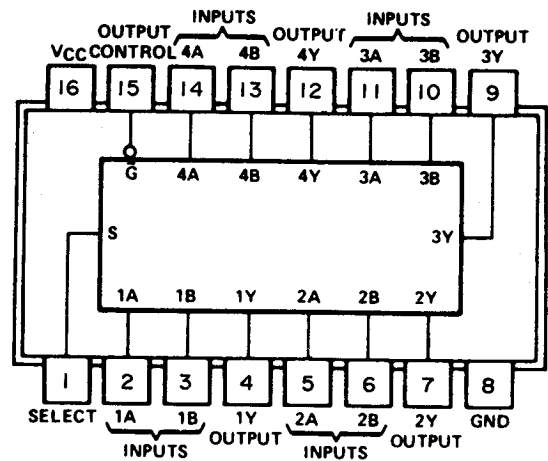 INPUTS INPUTS
OUTPUT OUTPUT OUTPUT
VCC CONTROL 4A 4B 4Y 3A 3B 3Y
16 15 14 13 12 11 10 9
G 4A 4B 4Y 3A 3B
S 3Y
1A 1B 1Y 2A 2B 2Y
1 2 3 4 5 6 7 8
SELECT 1A 1B 1Y 2A 2B 2Y GND
INPUTS OUTPUT INPUTS OUTPUT